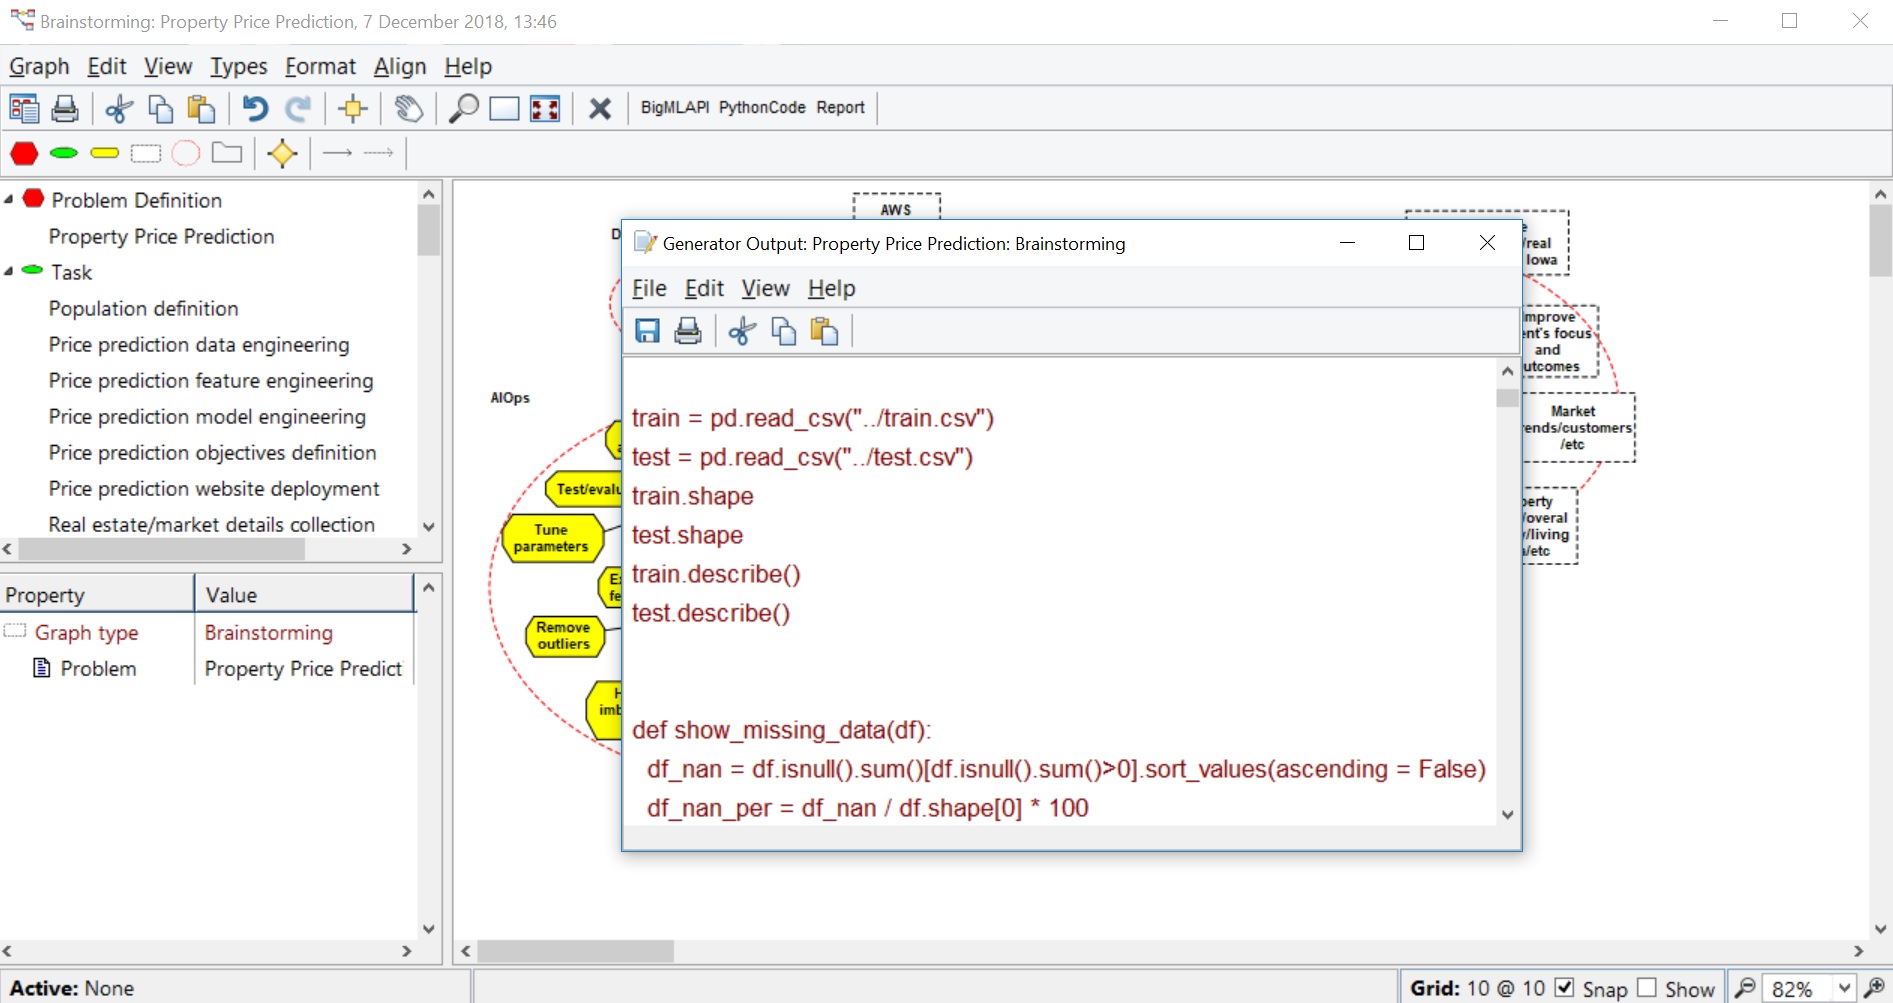 Brainstorming: Property Price Prediction, 7 December 2018, 13:46
Graph Edit View Types Format Align Help
BigMLAPI PythonCode Report
Problem Definition
Property Price Prediction
Task
Population definition
Price prediction data engineering
Price prediction feature engineering
Price prediction model engineering
Price prediction objectives definition
Price prediction website deployment
Real estate/market details collection
Property Value
Graph type Brainstorming
Problem Property Price Predict
AWS
D
AIOps
Test/evalu
Tune
parameters
Remove
outliers
H
imb
/real
Iowa
mprove
ent's focus
and
utcomes
Market
ends/customers
/etc
perty
/overal
/living
/etc
Generator Output: Property Price Prediction: Brainstorming
File Edit View Help
train = pd.read_csv("../train.csv")
test = pd.read_csv("../test.csv")
train.shape
test.shape
train.describe()
test.describe()
def show_missing_data(df):
df_nan = df.isnull().sum()[df.isnull().sum()>0].sort_values(ascending = False)
df_nan_per = df_nan / df.shape[0] * 100
Active: None
Grid: 10 @ 10 Snap Show 82%